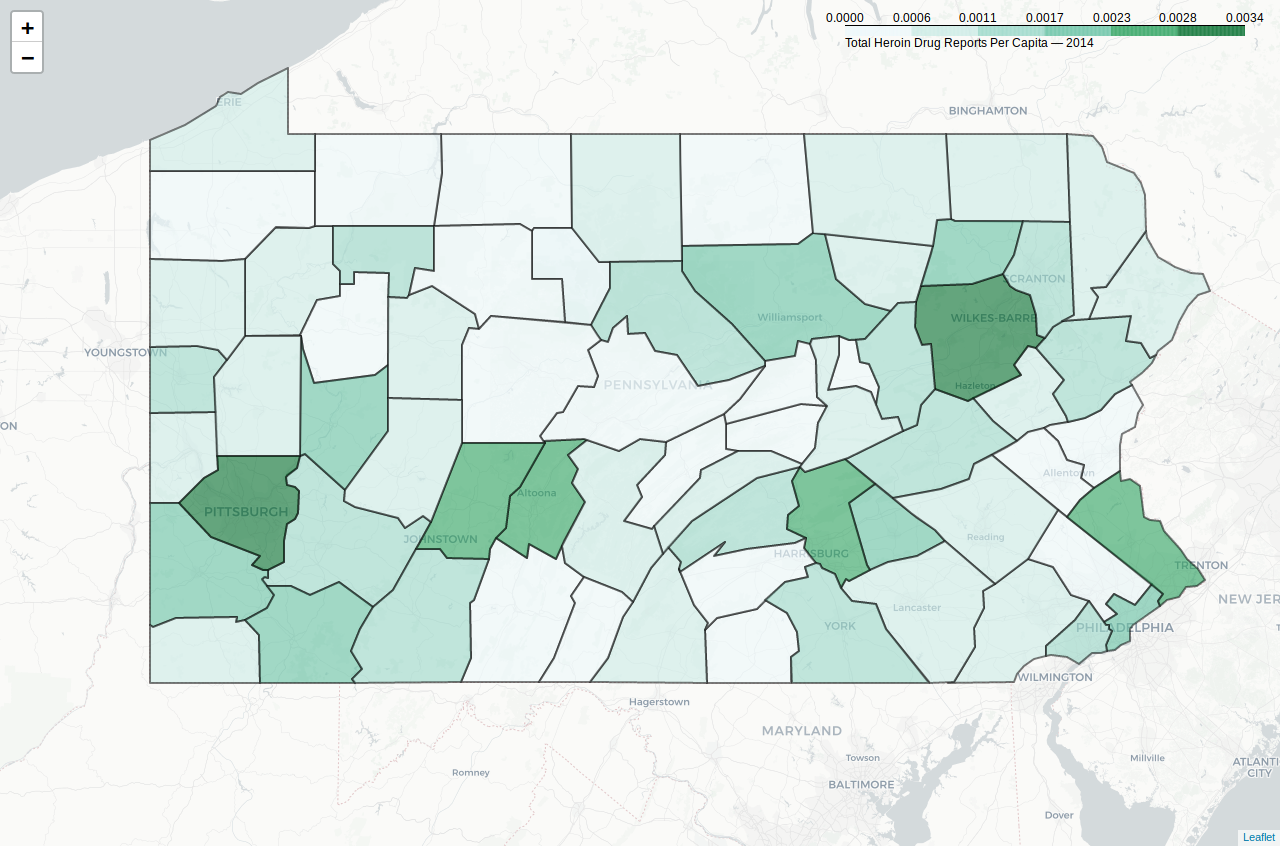 +
−
0.0000 0.0006 0.0011 0.0017 0.0023 0.0028 0.0034
Total Heroin Drug Reports Per Capita — 2014
ERIE
BINGHAMTON
SCRANTON
Williamsport
WILKES-BARRE
YOUNGSTOWN
PENNSYLVANIA
Hazleton
ON
Allentown
Altoona
PITTSBURGH
JOHNSTOWN
Reading
HARRISBURG
TRENTON
NEW JER
Lancaster
YORK
PHILADELPHIA
WILMINGTON
Hagerstown
MARYLAND
Towson
Millville
ATLANTI
CITY
Romney
BALTIMORE
Dover
Leaflet